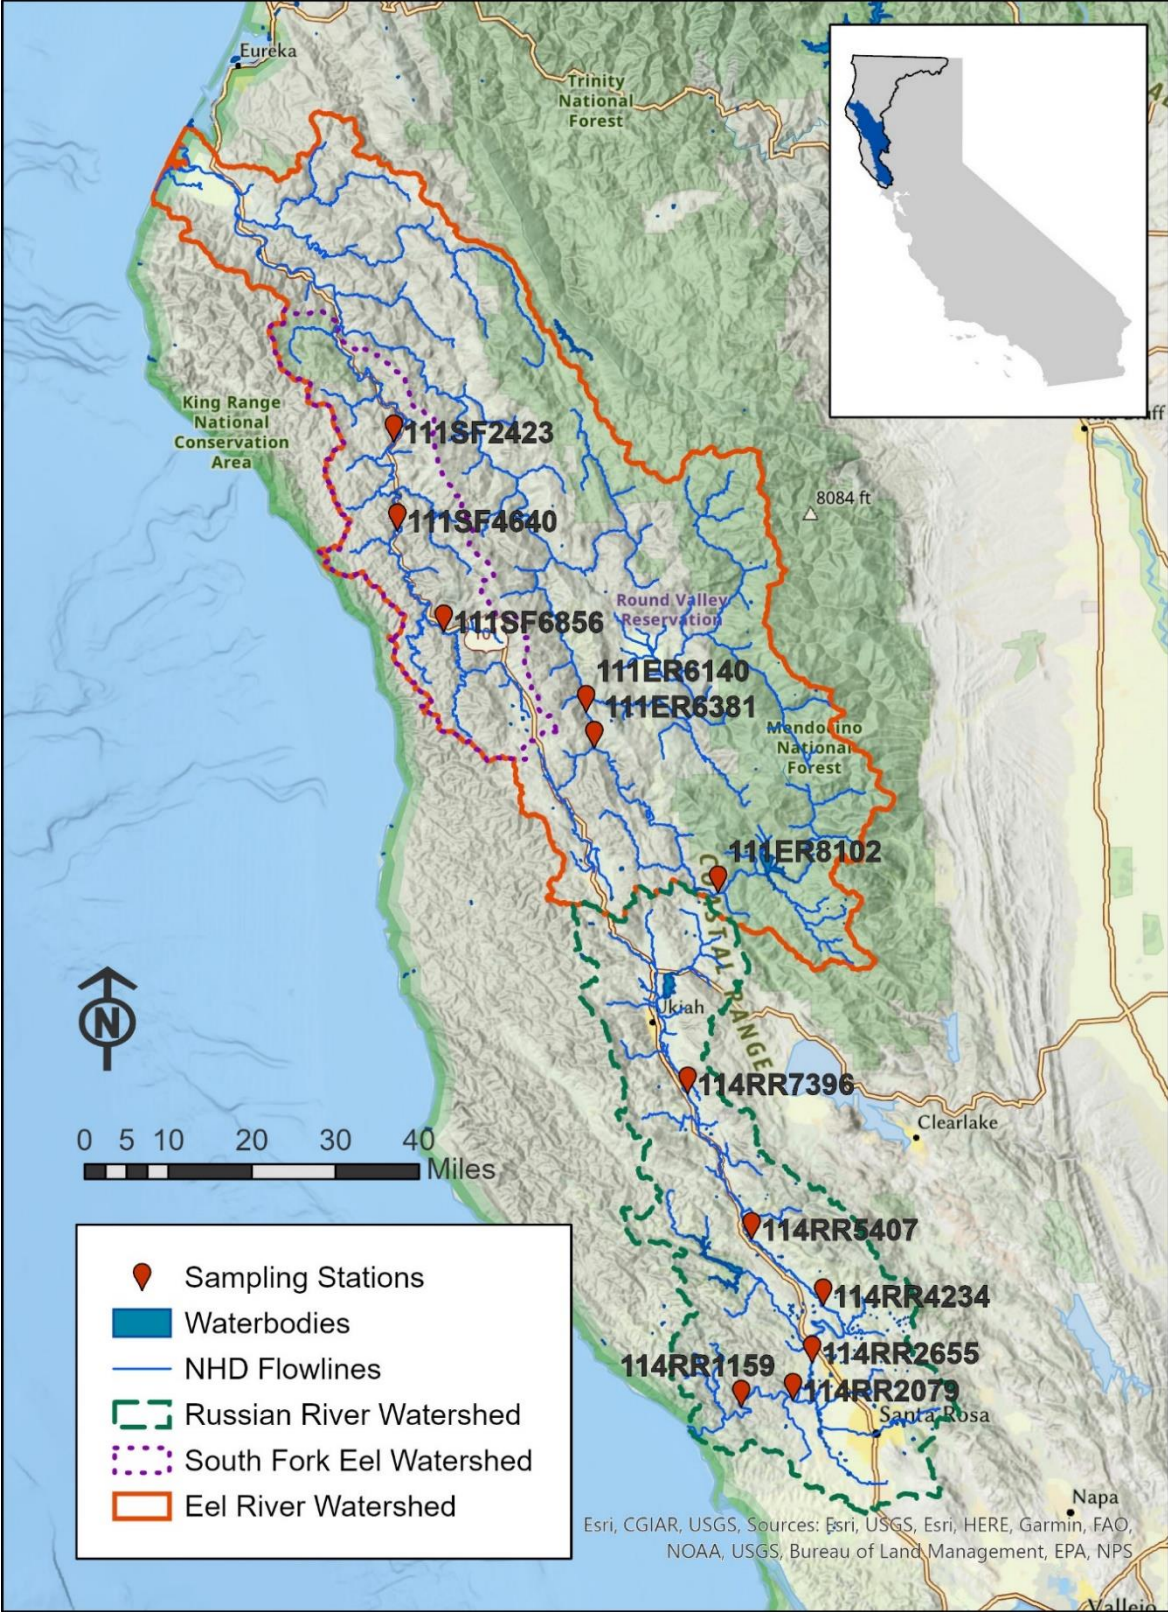 Eureka
Trinity
National
Forest
King Range
National
Conservation
Area
111SF2423
8084 ft
111SF4640
Round Valley
Reservation
111SF6856
111ER6140
111ER6381
Mendocino
National
Forest
111ER8102
COASTAL RANGE
N
Ukiah
114RR7396
Clearlake
0 5 10 20 30 40
Miles
114RR5407
114RR4234
114RR2655
114RR1159
114RR2079
Santa Rosa
Sampling Stations
Waterbodies
NHD Flowlines
Russian River Watershed
South Fork Eel Watershed
Eel River Watershed
Napa
Esri, CGIAR, USGS, Sources: Esri, USGS, Esri, HERE, Garmin, FAO,
NOAA, USGS, Bureau of Land Management, EPA, NPS
Vallejo